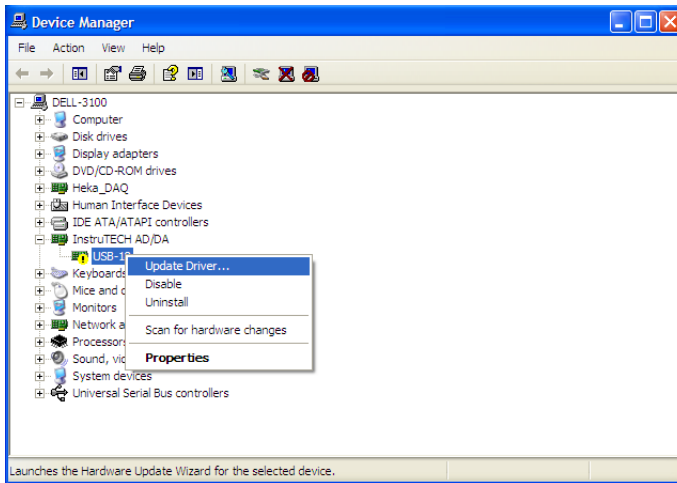 Device Manager
File Action View Help
DELL-3100
Computer
Disk drives
Display adapters
DVD/CD-ROM drives
Heka_DAQ
Human Interface Devices
IDE ATA/ATAPI controllers
InstruTECH AD/DA
USB-1
Update Driver...
Keyboards
Disable
Mice and
Uninstall
Monitors
Network a
Scan for hardware changes
Processors
Sound, vid
Properties
System devices
Universal Serial Bus controllers
Launches the Hardware Update Wizard for the selected device.